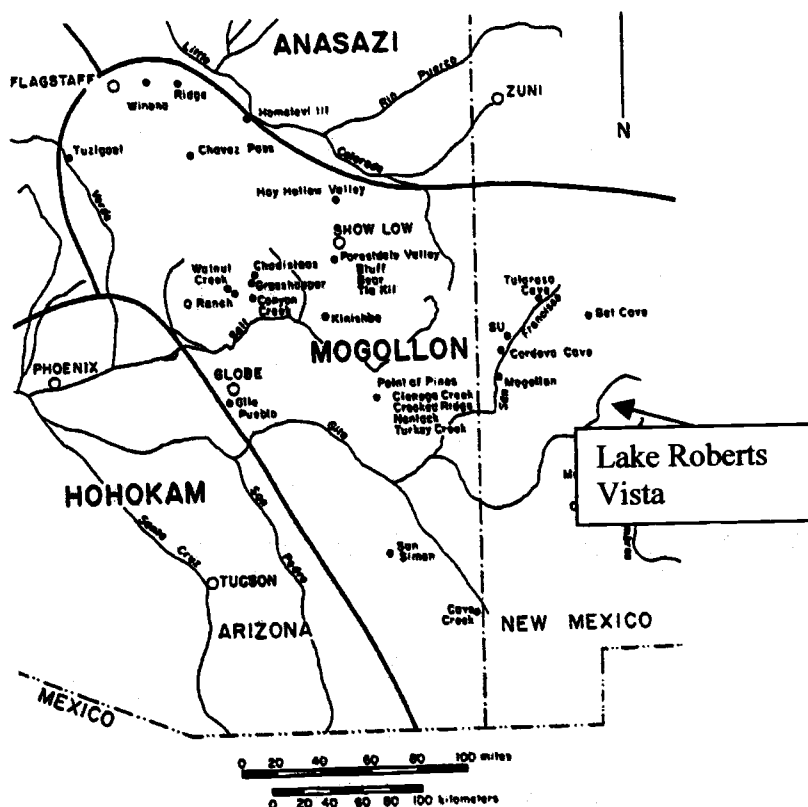 ANASAZI
Little
FLAGSTAFF
Winona
Ridge
Homolovi III
Rio Puerco
ZUNI
N
Tuzigoot
Chavez Pass
Colorado
Verde
Hay Hollow Valley
SHOW LOW
Forestdale Valley
Bluff
Bear
Tla Kii
Walnut
Creek
Chodistaas
Grasshopper
Canyon
Creek
Q Ranch
Salt
Kinishba
Tularosa
Cave
Francisco
San
SU
Bat Cave
Cordova Cave
Mogollon
MOGOLLON
PHOENIX
GLOBE
Gila
Pueblo
Point of Pines
Cienega Creek
Crooked Ridge
Nantack
Turkey Creek
Gila
Lake Roberts
Vista
HOHOKAM
Santa
Cruz
San
Pedro
San
Simon
TUCSON
ARIZONA
Cave
Creek
NEW MEXICO
MEXICO
0 20 40 60 80 100 miles
0 20 40 60 80 100 kilometers